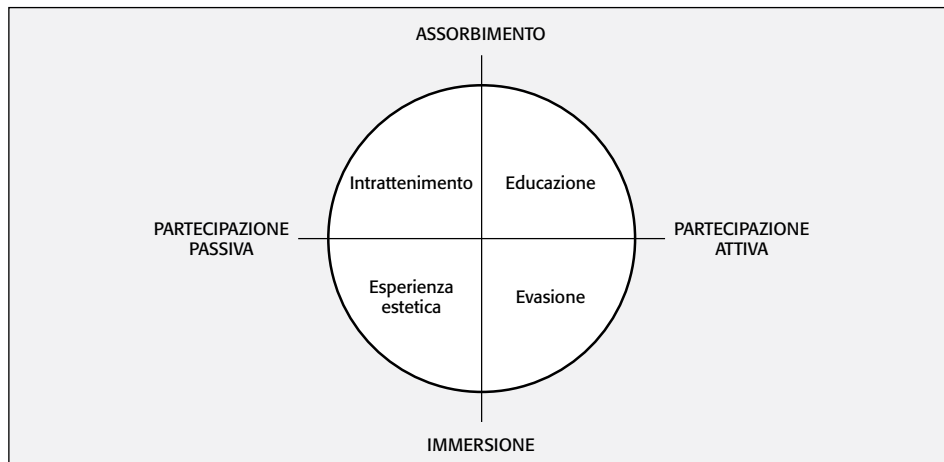 ASSORBIMENTO
Intrattenimento
Educazione
PARTECIPAZIONE
PASSIVA
PARTECIPAZIONE
ATTIVA
Esperienza
estetica
Evasione
IMMERSIONE